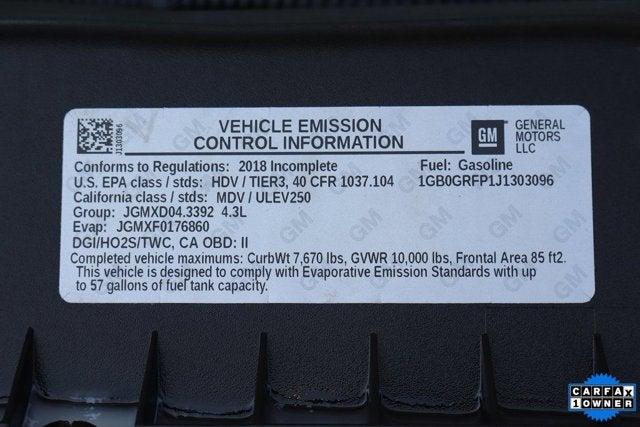 J1303096
VEHICLE EMISSION
CONTROL INFORMATION
GM
GENERAL
MOTORS
LLC
Conforms to Regulations: 2018 Incomplete
Fuel: Gasoline
U.S. EPA class / stds: HDV / TIER3, 40 CFR 1037.104
1GB0GRFP1J1303096
California class / stds: MDV / ULEV250
Group: JGMXD04.3392 4.3L
Evap: JGMXF0176860
DGI/HO2S/TWC, CA OBD: II
Completed vehicle maximums: CurbWt 7,670 lbs, GVWR 10,000 lbs, Frontal Area 85 ft2.
This vehicle is designed to comply with Evaporative Emission Standards with up
to 57 gallons of fuel tank capacity.
CARFAX
1 OWNER